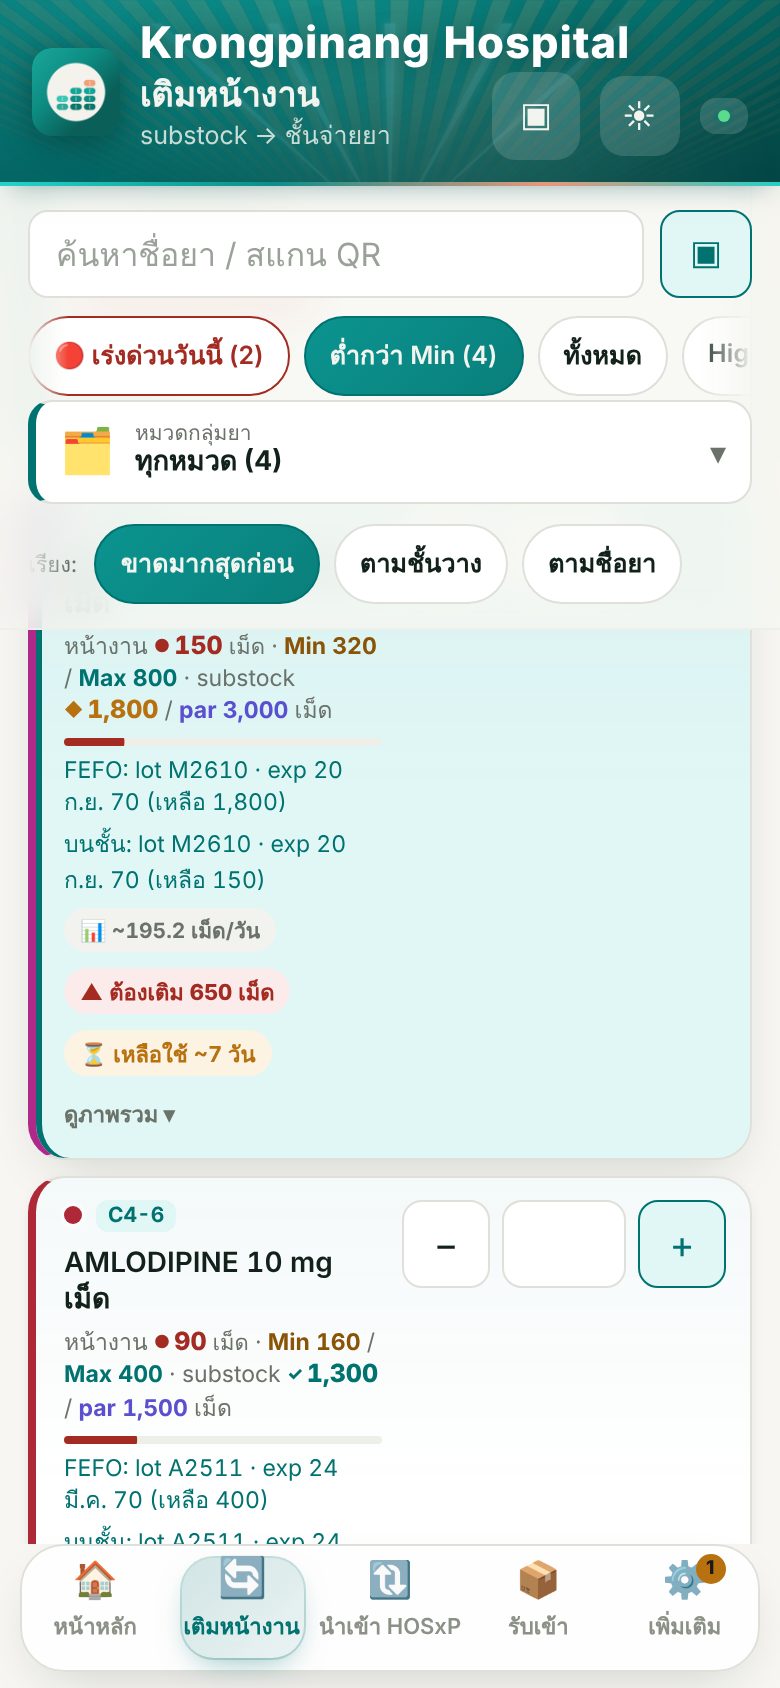 Krongpinang Hospital
เติมหน้างาน
substock → ชั้นจ่ายยา
ค้นหาชื่อยา / สแกน QR
🔴 เร่งด่วนวันนี้ (2)
ต่ำกว่า Min (4)
ทั้งหมด
Hig
หมวดกลุ่มยา
ทุกหมวด (4)
▼
เรียง:
ขาดมากสุดก่อน
ตามชั้นวาง
ตามชื่อยา
เม็ด
หน้างาน ● 150 เม็ด · Min 320
/ Max 800 · substock
◆ 1,800 / par 3,000 เม็ด
FEFO: lot M2610 · exp 20
ก.ย. 70 (เหลือ 1,800)
บนชั้น: lot M2610 · exp 20
ก.ย. 70 (เหลือ 150)
📊 ~195.2 เม็ด/วัน
▲ ต้องเติม 650 เม็ด
⏳ เหลือใช้ ~7 วัน
ดูภาพรวม ▾
C4-6
− +
AMLODIPINE 10 mg
เม็ด
หน้างาน ● 90 เม็ด · Min 160 /
Max 400 · substock ✓ 1,300
/ par 1,500 เม็ด
FEFO: lot A2511 · exp 24
มี.ค. 70 (เหลือ 400)
บนชั้น: lot A2511 · exp 24
1
หน้าหลัก
เติมหน้างาน
นำเข้า HOSxP
รับเข้า
เพิ่มเติม